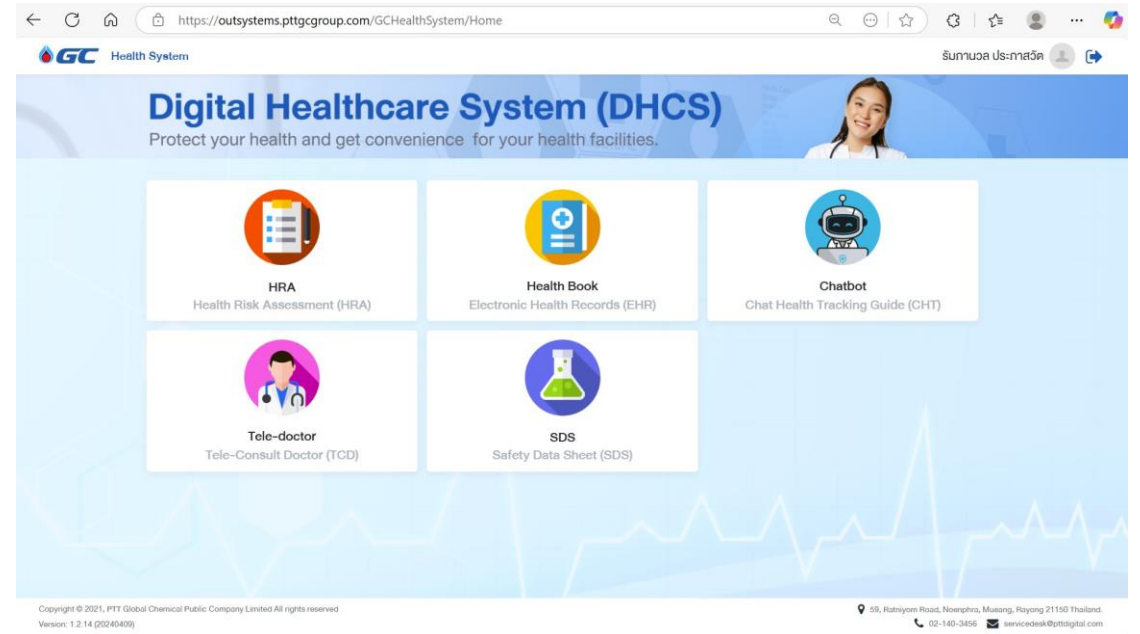 https://outsystems.pttgcgroup.com/GCHealthSystem/Home
GC Health System
ธันกานวล ประกาสวัต
Digital Healthcare System (DHCS)
Protect your health and get convenience for your health facilities.
HRA
Health Risk Assessment (HRA)
Health Book
Electronic Health Records (EHR)
Chatbot
Chat Health Tracking Guide (CHT)
Tele-doctor
Tele-Consult Doctor (TCD)
SDS
Safety Data Sheet (SDS)
Copyright © 2021, PTT Global Chemical Public Company Limited All rights reserved
Version: 1.2.14 (20240409)
59, Ratniyom Road, Noenphra, Mueang, Rayong 21150 Thailand.
02-140-3456 servicedesk@pttdigital.com